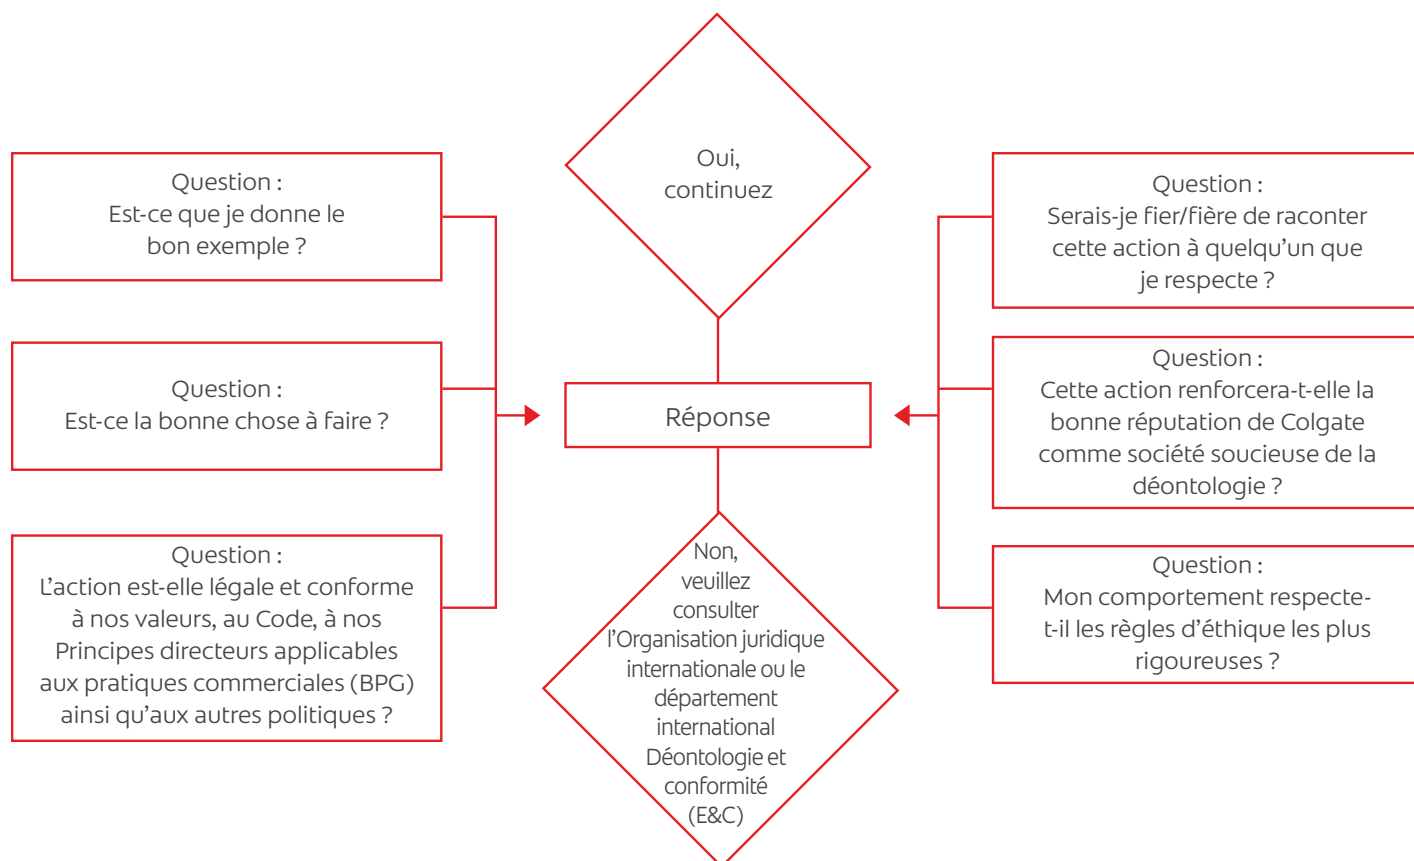 Question :
Est-ce que je donne le
bon exemple ?
Question :
Est-ce la bonne chose à faire ?
Question :
L’action est-elle légale et conforme
à nos valeurs, au Code, à nos
Principes directeurs applicables
aux pratiques commerciales (BPG)
ainsi qu’aux autres politiques ?
Oui,
continuez
Réponse
Non,
veuillez
consulter
l’Organisation juridique
internationale ou le
département
international
Déontologie et
conformité
(E&C)
Question :
Serais-je fier/fière de raconter
cette action à quelqu’un que
je respecte ?
Question :
Cette action renforcera-t-elle la
bonne réputation de Colgate
comme société soucieuse de la
déontologie ?
Question :
Mon comportement respecte-
t-il les règles d’éthique les plus
rigoureuses ?